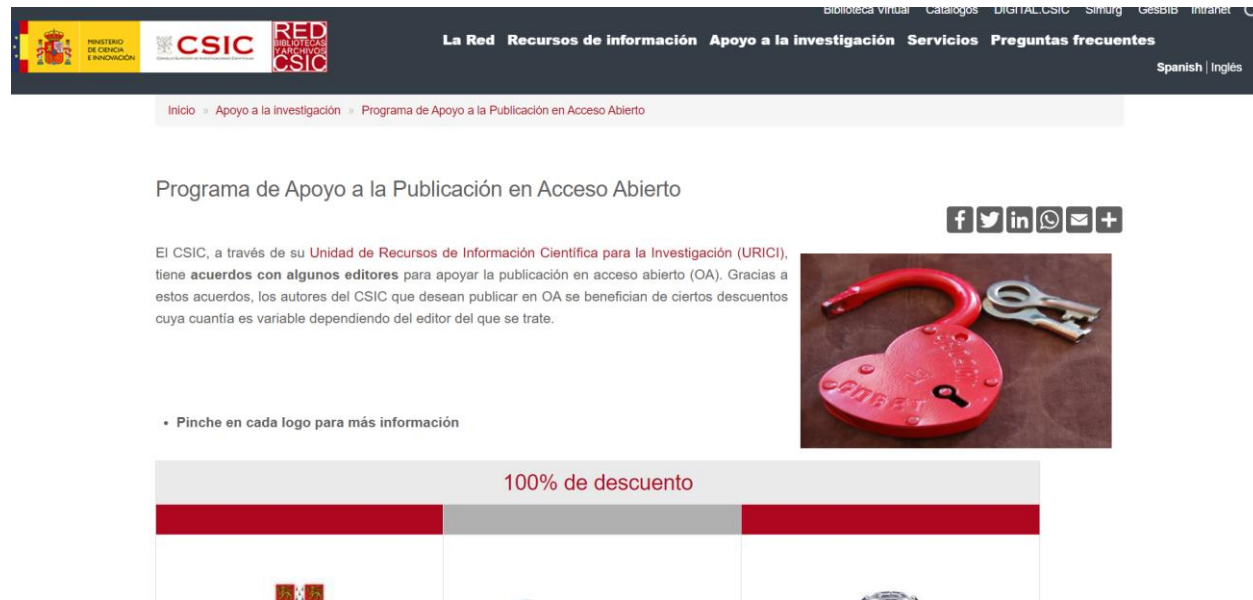 Biblioteca Virtual Catálogos DIGITAL.CSIC Simurg GesBIB Intranet
MINISTERIO
DE CIENCIA
E INNOVACIÓN
CSIC
CONSEJO SUPERIOR DE INVESTIGACIONES CIENTÍFICAS
RED
BIBLIOTECAS
Y ARCHIVOS
CSIC
La Red Recursos de información Apoyo a la investigación Servicios Preguntas frecuentes
Spanish | Inglés
Inicio » Apoyo a la investigación » Programa de Apoyo a la Publicación en Acceso Abierto
Programa de Apoyo a la Publicación en Acceso Abierto
El CSIC, a través de su Unidad de Recursos de Información Científica para la Investigación (URICI),
tiene acuerdos con algunos editores para apoyar la publicación en acceso abierto (OA). Gracias a
estos acuerdos, los autores del CSIC que desean publicar en OA se benefician de ciertos descuentos
cuya cuantía es variable dependiendo del editor del que se trate.
• Pinche en cada logo para más información
100% de descuento